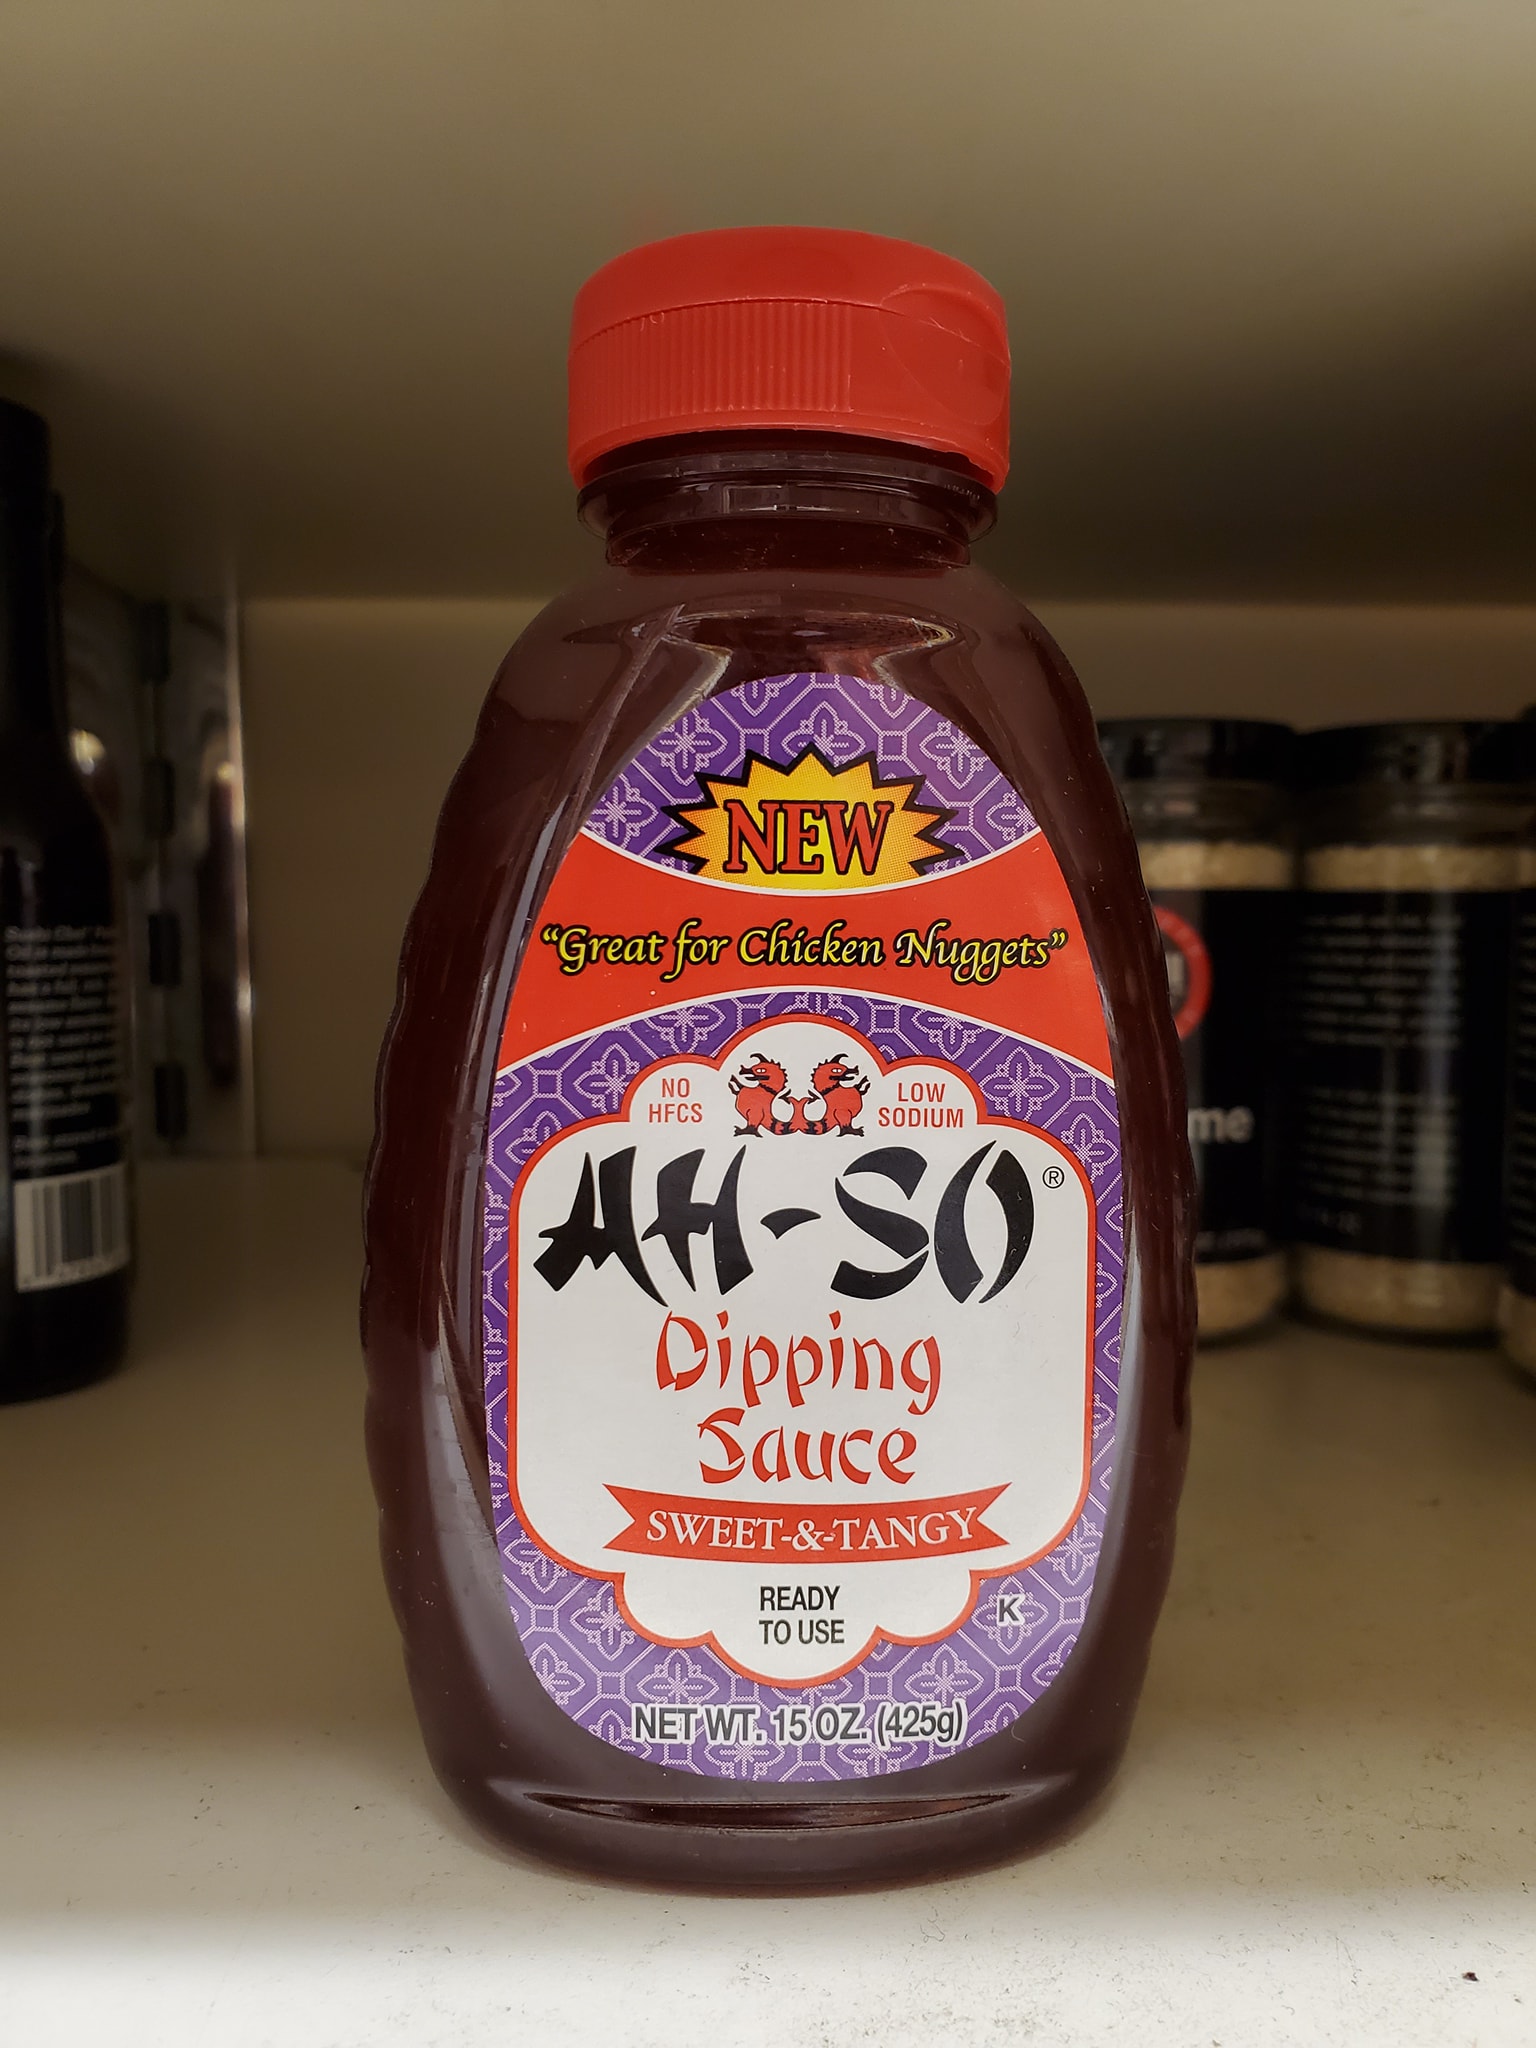 NEW
“Great for Chicken Nuggets”
NO
HFCS
LOW
SODIUM
AH-SO®
Dipping
Sauce
SWEET-&-TANGY
READY
TO USE
K
NET WT. 15 OZ. (425g)